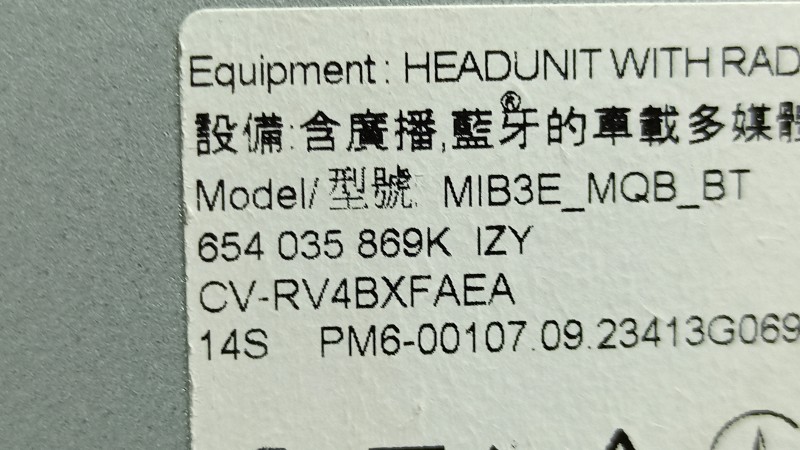 Equipment: HEADUNIT WITH RAD
設備:含廣播,藍牙®的車載多媒體
Model/型號: MIB3E_MQB_BT
654 035 869K IZY
CV-RV4BXFAEA
14S PM6-00107.09.23413G069